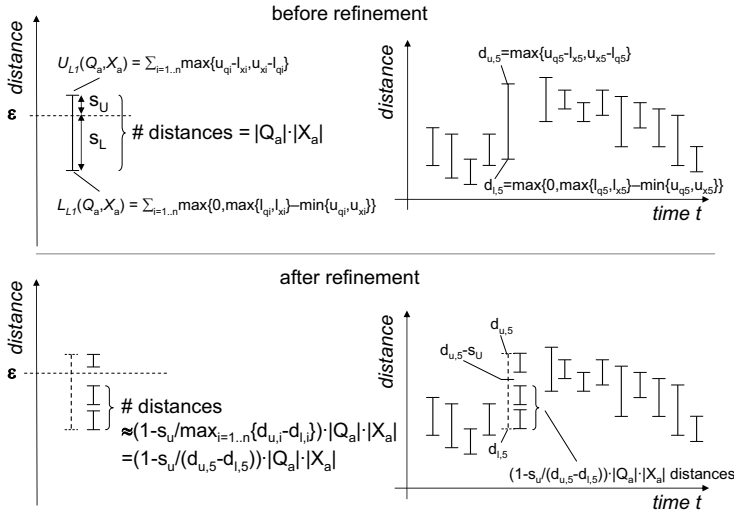 before refinement
distance
U_L1(Q_a,X_a) = ∑_i=1..n max{u_qi-l_xi,u_xi-l_qi}
s_U
ε
s_L
# distances = |Q_a|·|X_a|
L_L1(Q_a,X_a) = ∑_i=1..n max{0,max{l_qi,l_xi}–min{u_qi,u_xi}}
distance
d_u,5=max{u_q5-l_x5,u_x5-l_q5}
d_l,5=max{0,max{l_q5,l_x5}–min{u_q5,u_x5}}
time t
after refinement
distance
ε
# distances
≈(1-s_u/max_i=1..n{d_u,i-d_l,i})·|Q_a|·|X_a|
=(1-s_u/(d_u,5-d_l,5))·|Q_a|·|X_a|
distance
d_u,5
d_u,5-s_U
d_l,5
(1-s_u/(d_u,5-d_l,5))·|Q_a|·|X_a| distances
time t